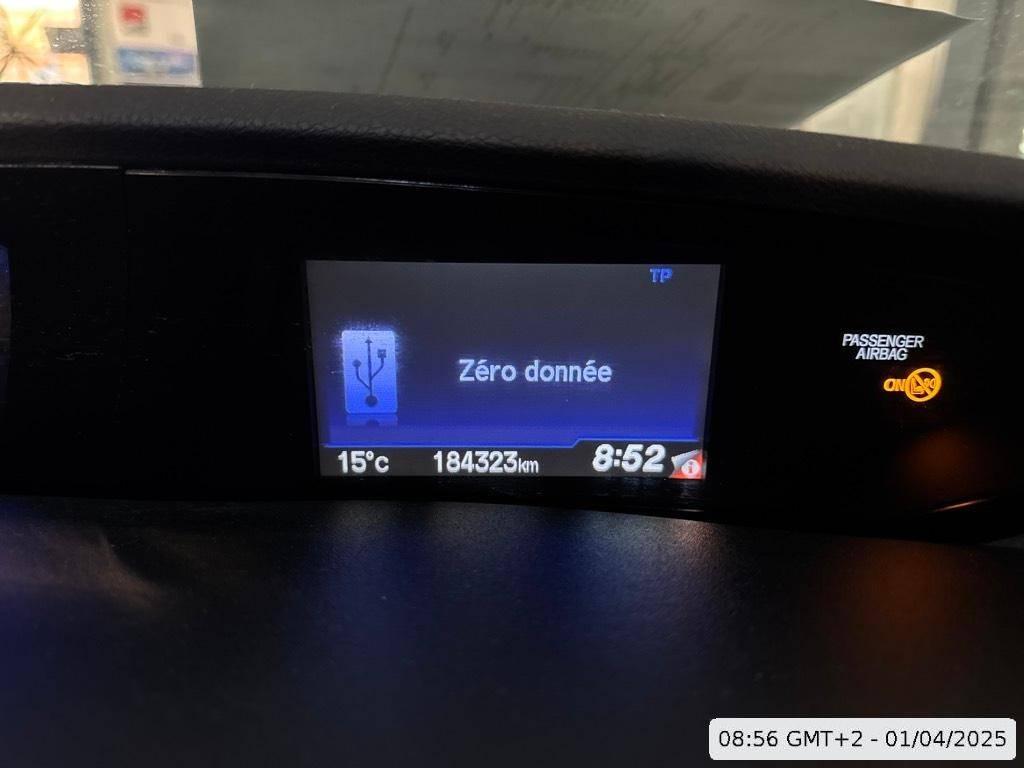 TP
Zéro donnée
15°c 184323km 8:52
PASSENGER
AIRBAG
ON
08:56 GMT+2 - 01/04/2025